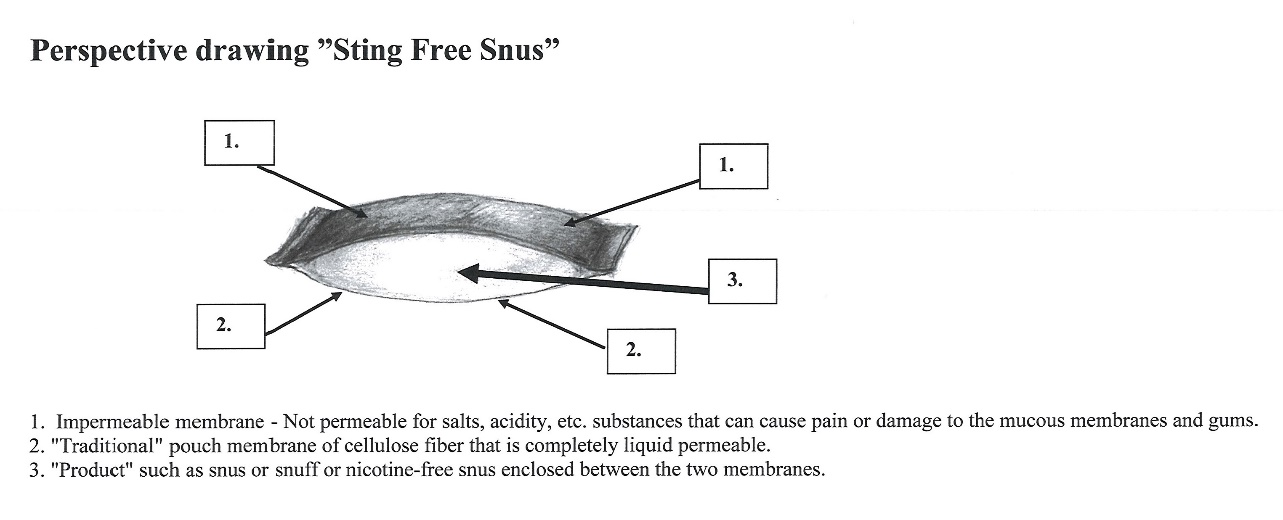 Perspective drawing ”Sting Free Snus”
1.
1.
3.
2.
2.
1. Impermeable membrane - Not permeable for salts, acidity, etc. substances that can cause pain or damage to the mucous membranes and gums.
2. "Traditional" pouch membrane of cellulose fiber that is completely liquid permeable.
3. "Product" such as snus or snuff or nicotine-free snus enclosed between the two membranes.